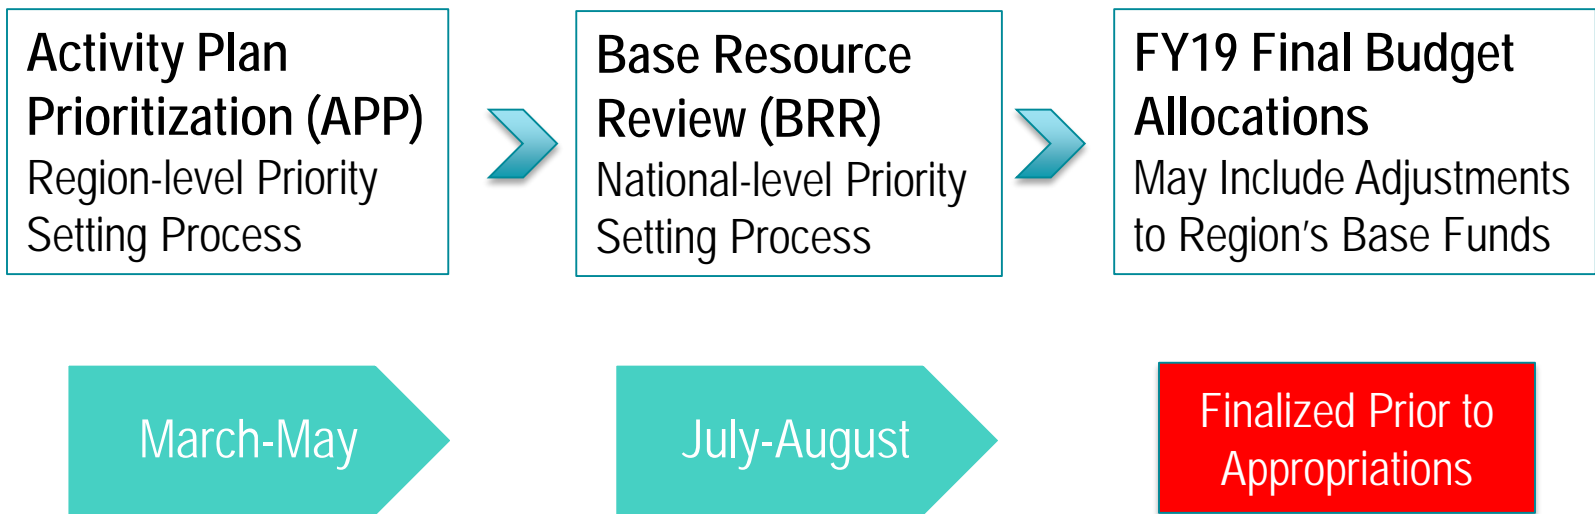 Activity Plan
Prioritization (APP)
Region-level Priority
Setting Process
Base Resource
Review (BRR)
National-level Priority
Setting Process
FY19 Final Budget
Allocations
May Include Adjustments
to Region’s Base Funds
March-May
July-August
Finalized Prior to
Appropriations